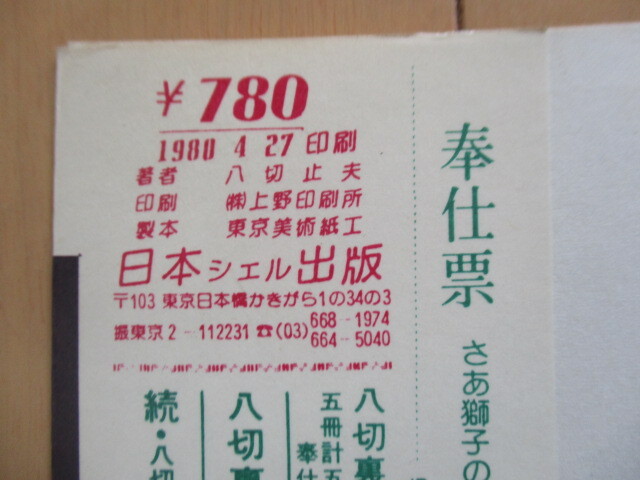 ¥780
1980 4 27 印刷
著者 八切止夫
印刷 ㈱上野印刷所
製本 東京美術紙工
日本シェル出版
〒103 東京日本橋かきがら1の34の3
振東京2-112231 ☎(03) 668-1974
664-5040
奉仕票 さあ獅子の
八切裏
五冊計五
奉仕
八切裏
続・八切